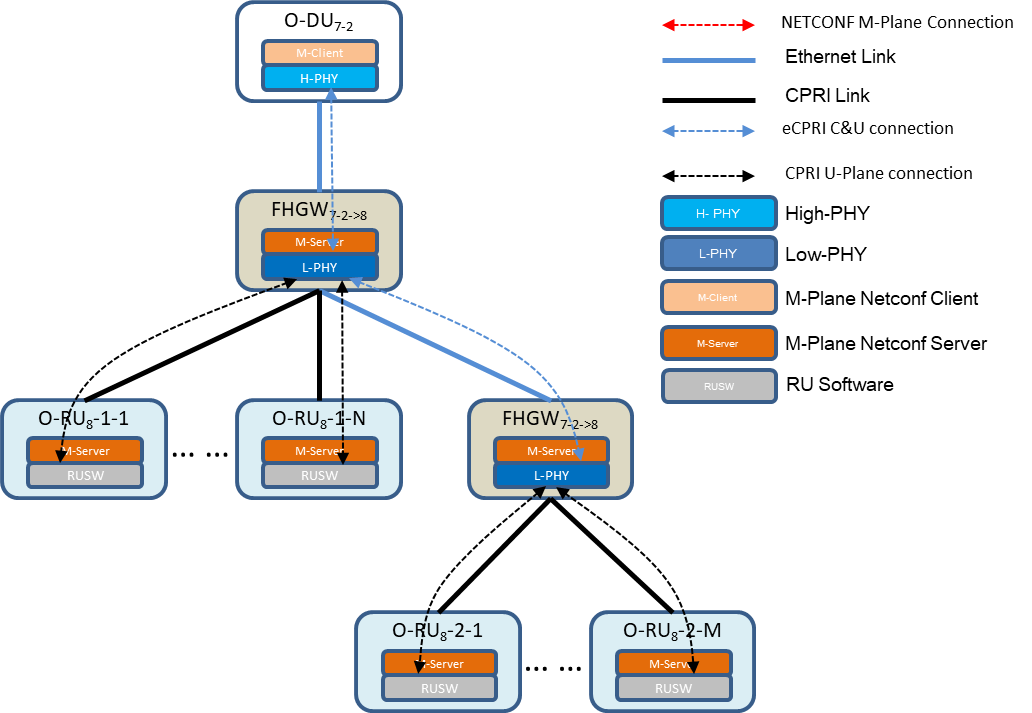 O-DU7-2
M-Client
H-PHY
FHGW7-2->8
M-Server
L-PHY
O-RU8-1-1
M-Server
RUSW
... ...
O-RU8-1-N
M-Server
RUSW
FHGW7-2->8
M-Server
L-PHY
O-RU8-2-1
M-Server
RUSW
... ...
O-RU8-2-M
M-Server
RUSW
NETCONF M-Plane Connection
Ethernet Link
CPRI Link
eCPRI C&U connection
CPRI U-Plane connection
H- PHY High-PHY
L-PHY Low-PHY
M-Client M-Plane Netconf Client
M-Server M-Plane Netconf Server
RUSW RU Software